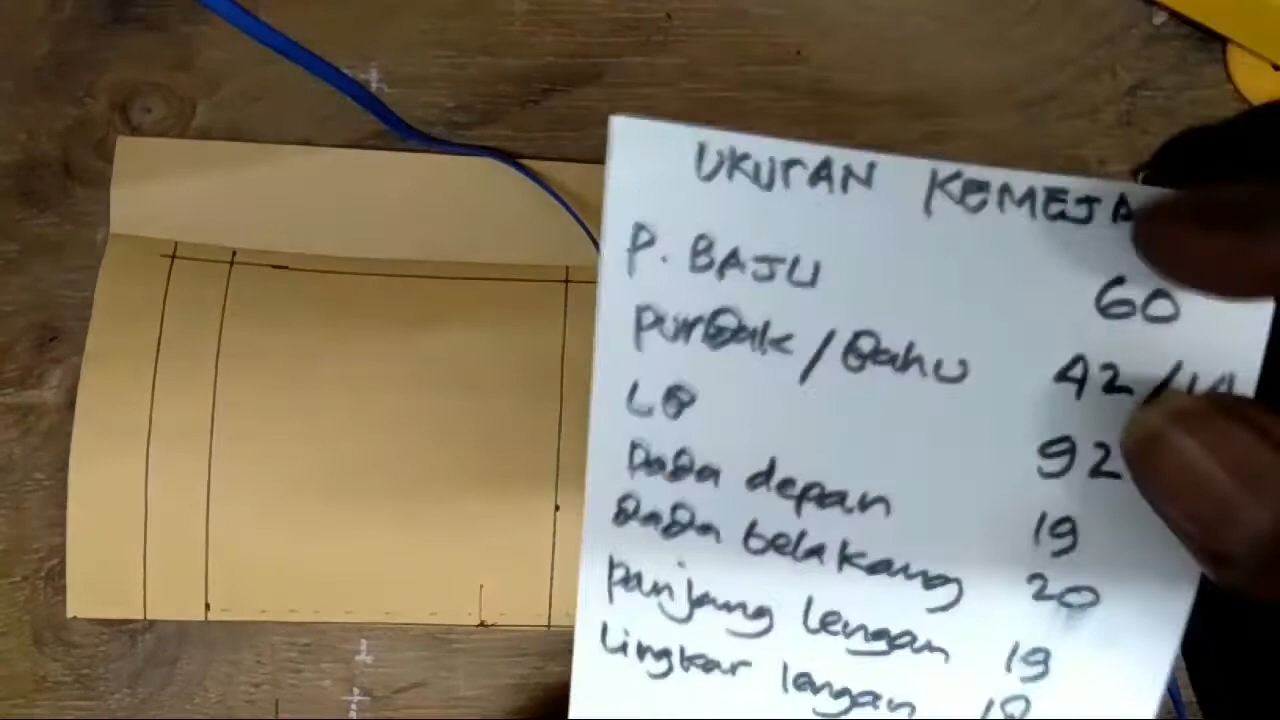 UKURAN KEMEJA
P. BAJU 60
PUNDAK / BAHU 42/14
LD 92
DADA depan 19
DADA belakang 20
panjang lengan 19
Lingkar lengan